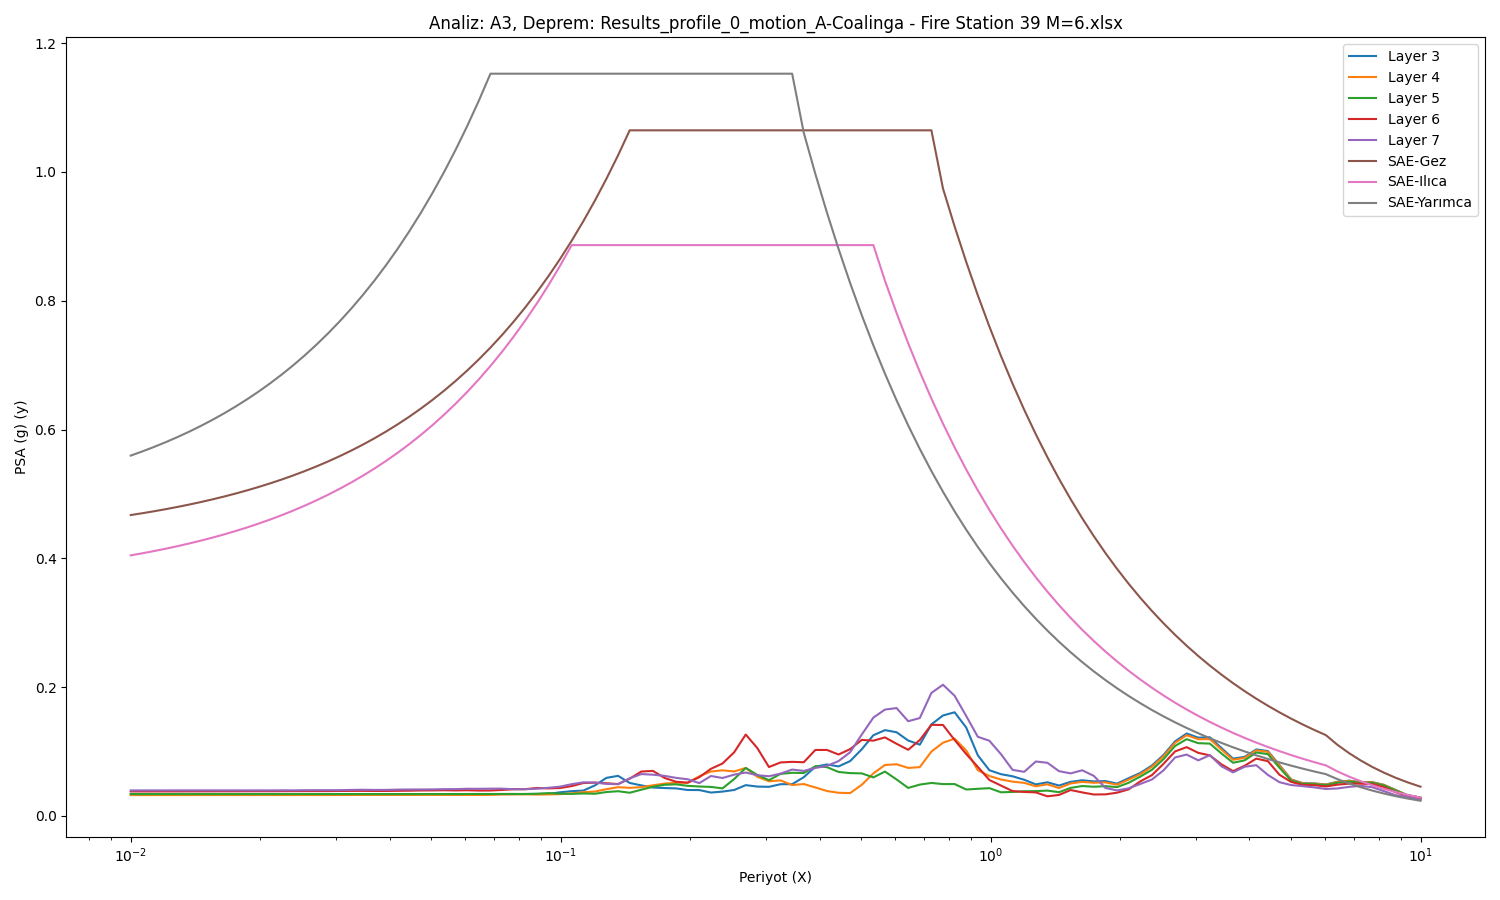 Analiz: A3, Deprem: Results_profile_0_motion_A-Coalinga - Fire Station 39 M=6.xlsx
1.2
1.0
0.8
0.6
0.4
0.2
0.0
PSA (g) (y)
Layer 3
Layer 4
Layer 5
Layer 6
Layer 7
SAE-Gez
SAE-Ilıca
SAE-Yarımca
10⁻² 10⁻¹ 10⁰ 10¹
Periyot (X)